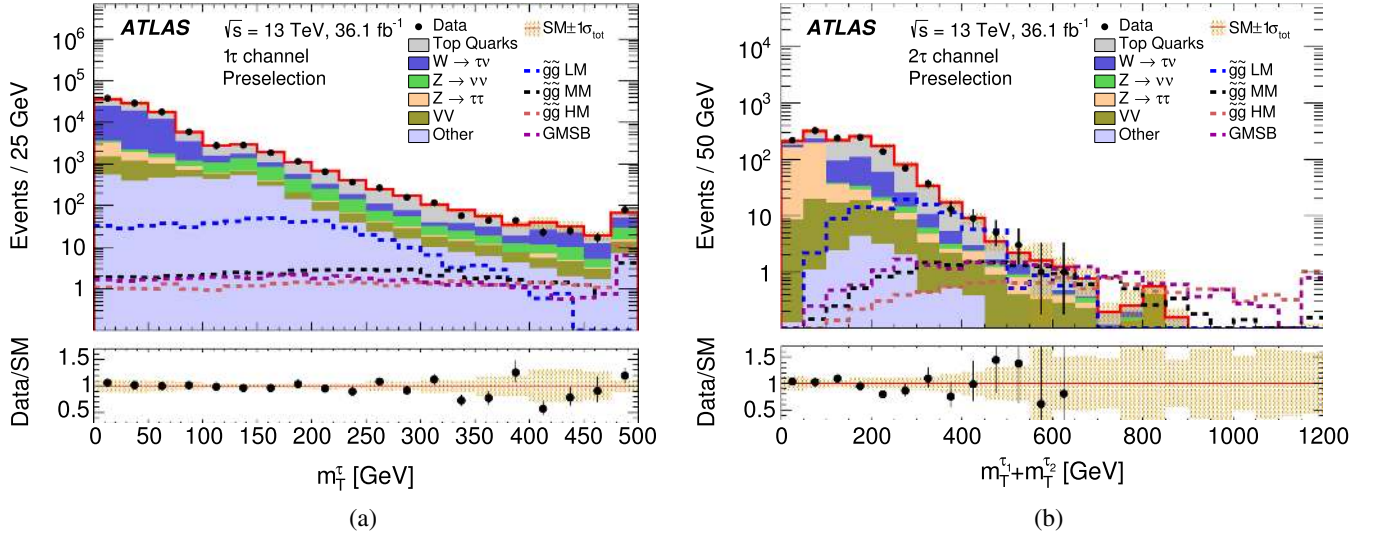 ATLAS
√s = 13 TeV, 36.1 fb⁻¹
1τ channel
Preselection
Data
Top Quarks
W → τν
Z → νν
Z → ττ
VV
Other
SM±1σ_tot
g̃g̃ LM
g̃g̃ MM
g̃g̃ HM
GMSB
Events / 25 GeV
10⁶
10⁵
10⁴
10³
10²
10
1
Data/SM
1.5
1
0.5
0 50 100 150 200 250 300 350 400 450 500
m_T^τ [GeV]
(a)
ATLAS
√s = 13 TeV, 36.1 fb⁻¹
2τ channel
Preselection
Data
Top Quarks
W → τν
Z → νν
Z → ττ
VV
Other
SM±1σ_tot
g̃g̃ LM
g̃g̃ MM
g̃g̃ HM
GMSB
Events / 50 GeV
10⁴
10³
10²
10
1
Data/SM
1.5
1
0.5
0 200 400 600 800 1000 1200
m_T^τ₁+m_T^τ₂ [GeV]
(b)